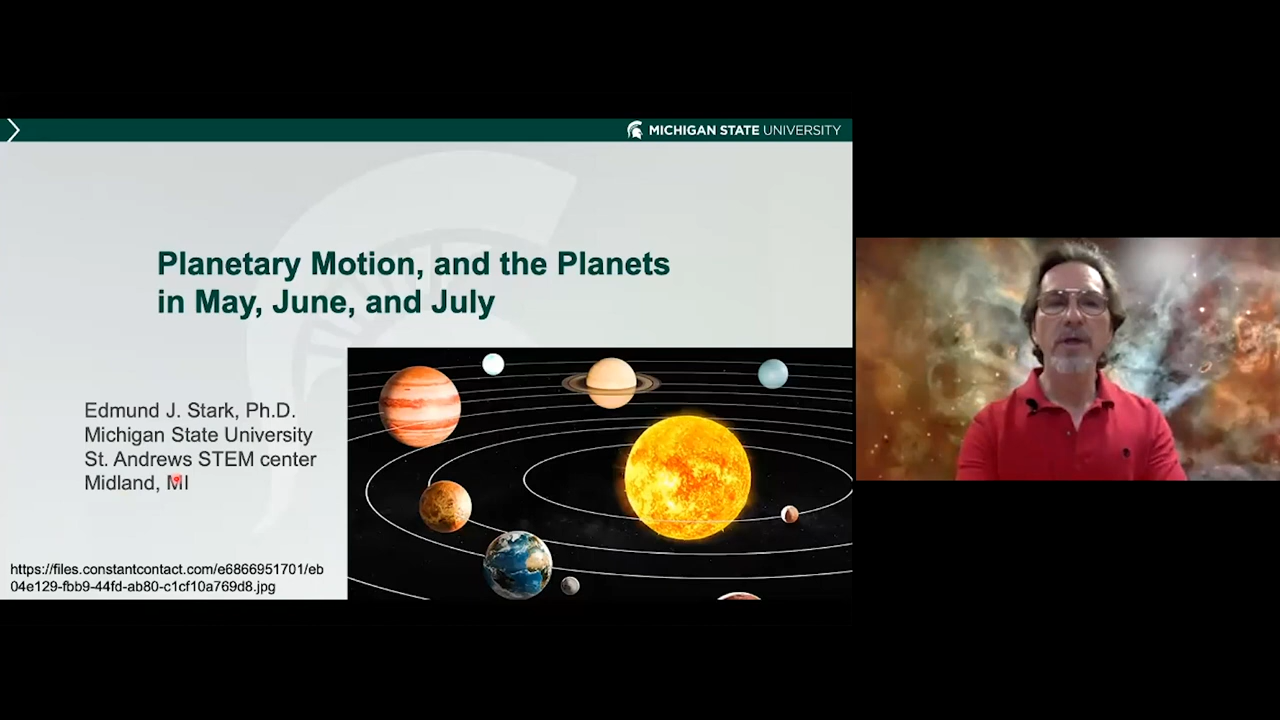 MICHIGAN STATE UNIVERSITY
Planetary Motion, and the Planets
in May, June, and July
Edmund J. Stark, Ph.D.
Michigan State University
St. Andrews STEM center
Midland, MI
https://files.constantcontact.com/e6866951701/eb
04e129-fbb9-44fd-ab80-c1cf10a769d8.jpg